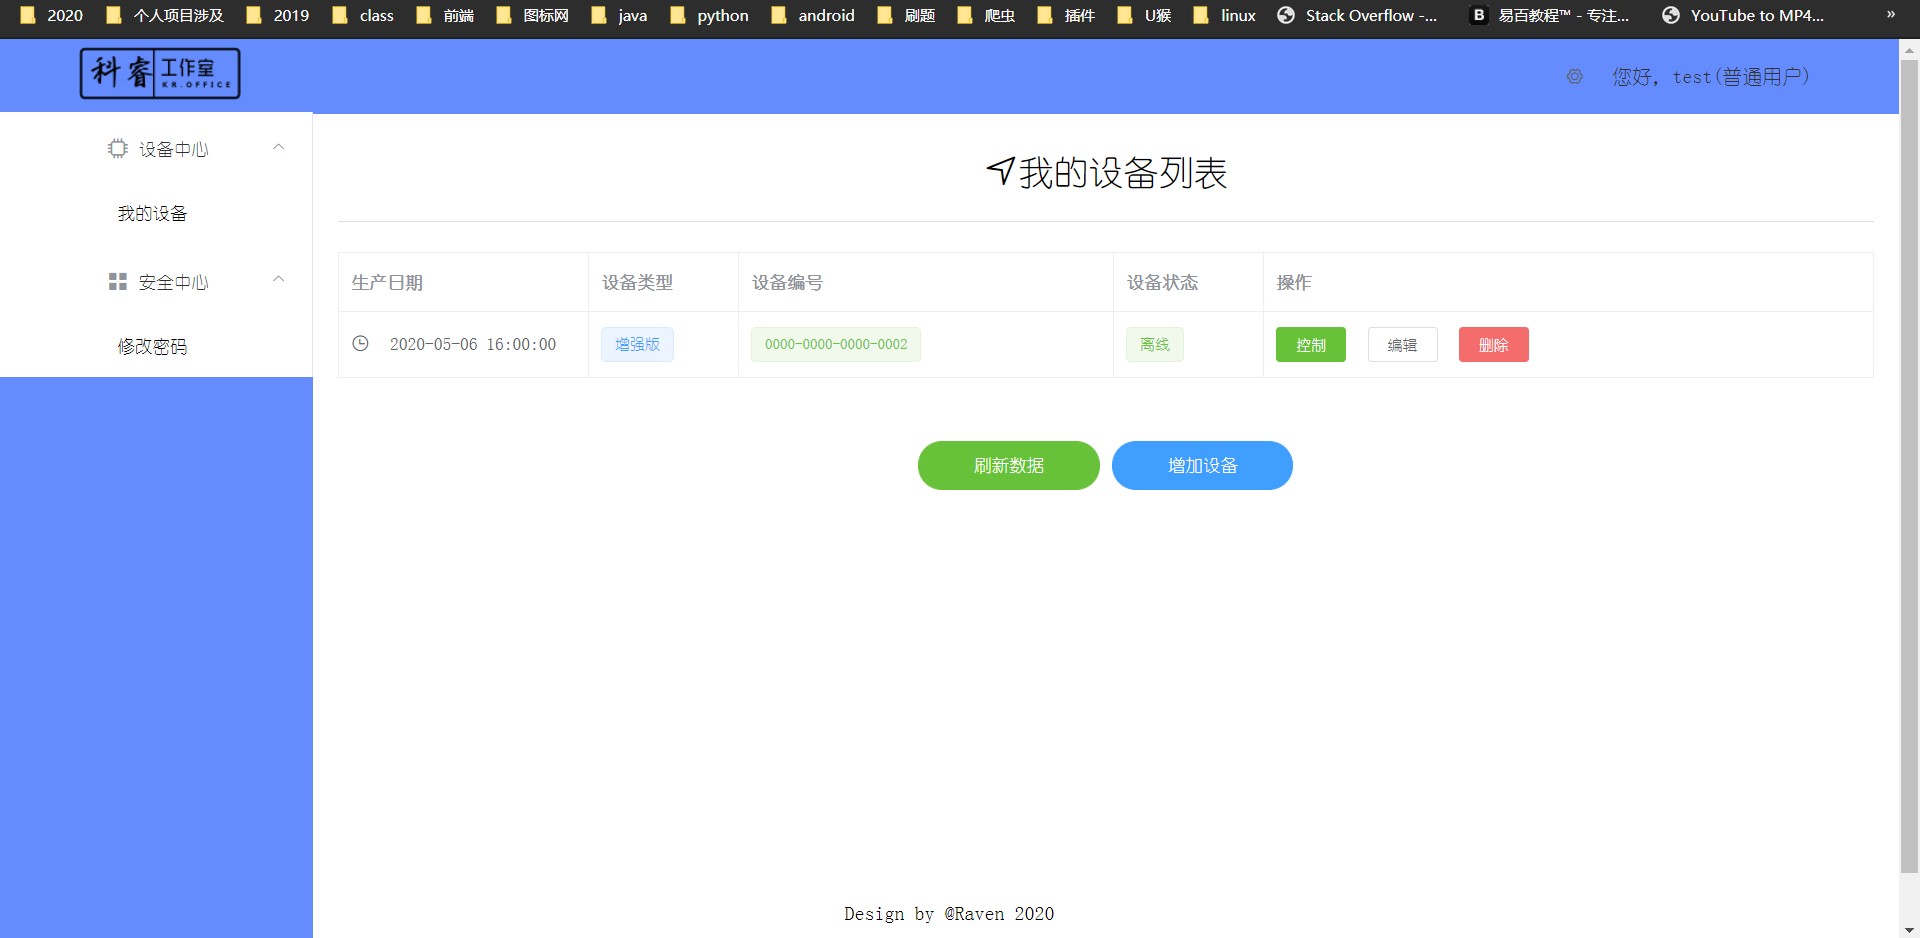 2020 个人项目涉及 2019 class 前端 图标网 java python android 刷题 爬虫 插件 U猴 linux Stack Overflow -... B 易百教程™ - 专注... YouTube to MP4... »
科睿 工作室 KR.OFFICE
您好, test(普通用户)
设备中心
我的设备
安全中心
修改密码
我的设备列表
生产日期 设备类型 设备编号 设备状态 操作
2020-05-06 16:00:00 增强版 0000-0000-0000-0002 离线 控制 编辑 删除
刷新数据 增加设备
Design by @Raven 2020